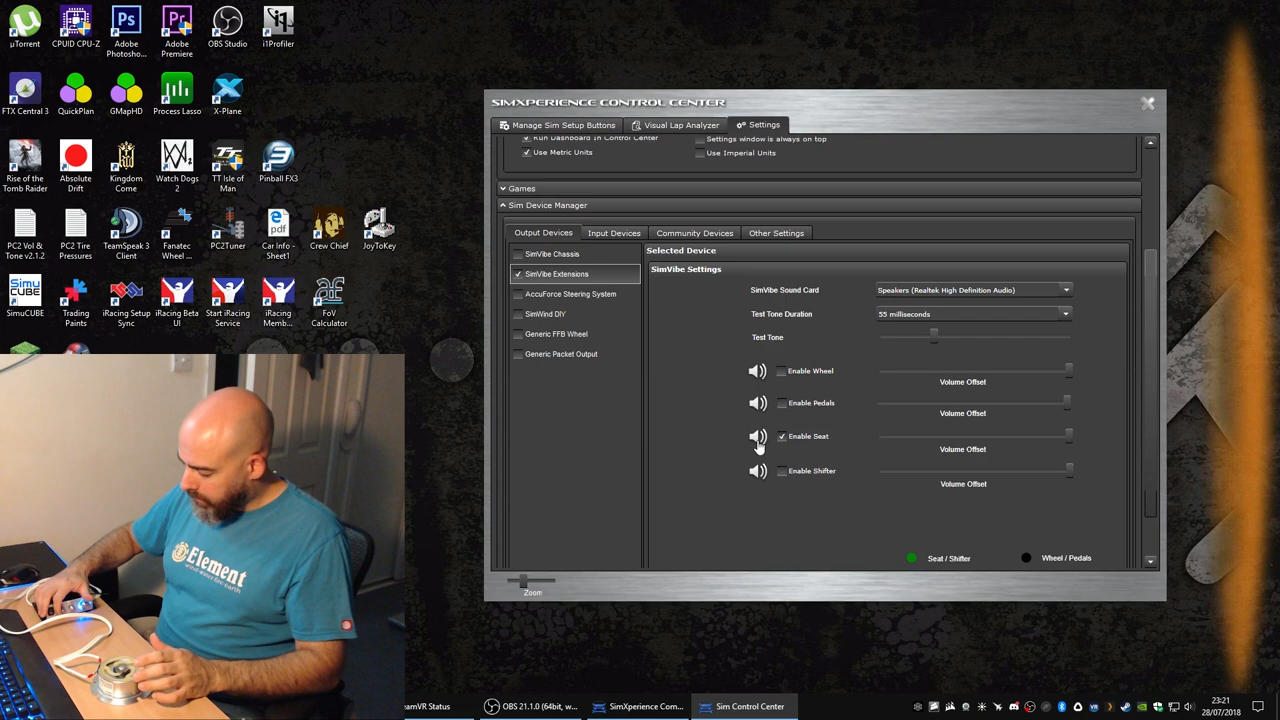 µTorrent
CPUID CPU-Z
Adobe Photosho...
Adobe Premiere
OBS Studio
i1Profiler
FTX Central 3
QuickPlan
GMapHD
Process Lasso
X-Plane
Rise of the Tomb Raider
Absolute Drift
Kingdom Come
Watch Dogs 2
TT Isle of Man
Pinball FX3
PC2 Vol & Tone v2.1.2
PC2 Tire Pressures
TeamSpeak 3 Client
Fanatec Wheel ...
PC2Tuner
Car Info - Sheet1
Crew Chief
JoyToKey
SimuCUBE
Trading Paints
iRacing Setup Sync
iRacing Beta UI
Start iRacing Service
iRacing Memb...
FoV Calculator
SIMXPERIENCE CONTROL CENTER
Manage Sim Setup Buttons
Visual Lap Analyzer
Settings
Run Dashboard In Control Center
Settings window is always on top
Use Metric Units
Use Imperial Units
Games
Sim Device Manager
Output Devices
Input Devices
Community Devices
Other Settings
SimVibe Chassis
SimVibe Extensions
AccuForce Steering System
SimWind DIY
Generic FFB Wheel
Generic Packet Output
Selected Device
SimVibe Settings
SimVibe Sound Card
Speakers (Realtek High Definition Audio)
Test Tone Duration
55 milliseconds
Test Tone
Enable Wheel
Volume Offset
Enable Pedals
Volume Offset
Enable Seat
Volume Offset
Enable Shifter
Volume Offset
Seat / Shifter
Wheel / Pedals
Zoom
Element
eamVR Status
OBS 21.1.0 (64bit, w...
SimXperience Com...
Sim Control Center
23:21
28/07/2018